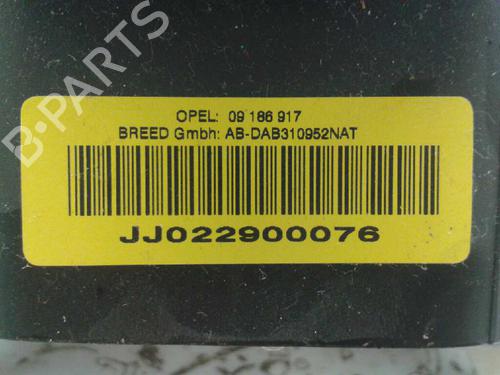 B-PARTS
OPEL: 09 186 917
BREED Gmbh: AB-DAB310952NAT
JJ022900076